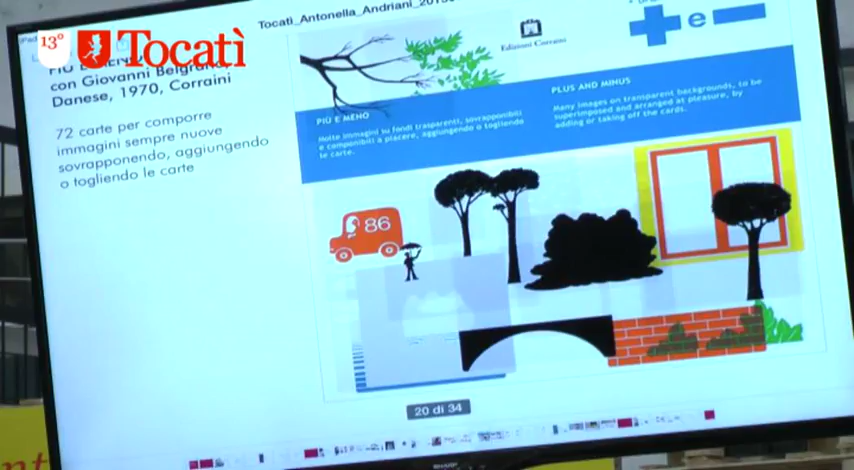 Tocati_Antonella_Andriani_
13° Tocatì
con Giovanni Belgrano
Danese, 1970, Corraini
72 carte per comporre
immagini sempre nuove
sovrapponendo, aggiungendo
o togliendo le carte
Edizioni Corraini
e
PIÙ E MENO
Molte immagini su fondi trasparenti, sovrapponibili
e componibili a piacere, aggiungendo o togliendo
le carte.
PLUS AND MINUS
Many images on transparent backgrounds, to be
superimposed and arranged at pleasure, by
adding or taking off the cards.
86
20 di 34
SHARP